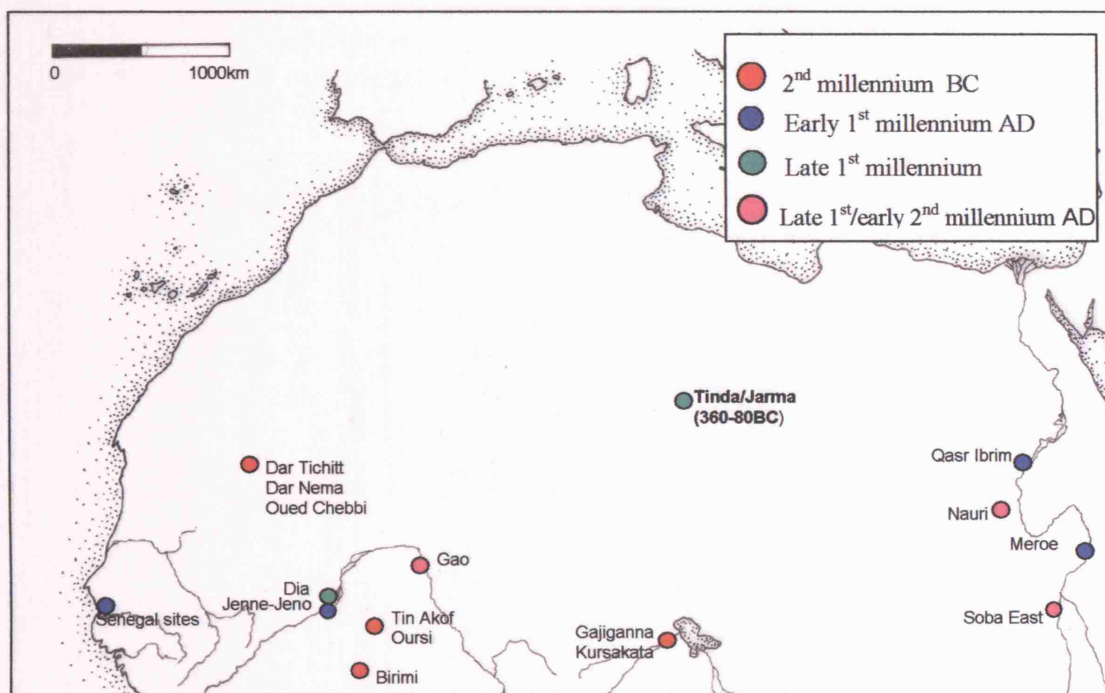 0 1000km
2nd millennium BC
Early 1st millennium AD
Late 1st millennium
Late 1st/early 2nd millennium AD
Tinda/Jarma
(360-80BC)
Qasr Ibrim
Dar Tichitt
Dar Nema
Oued Chebbi
Nauri
Meroe
Gao
Dia
Jenne-Jeno
Senegal sites
Tin Akof
Oursi
Soba East
Gajiganna
Kursakata
Birimi